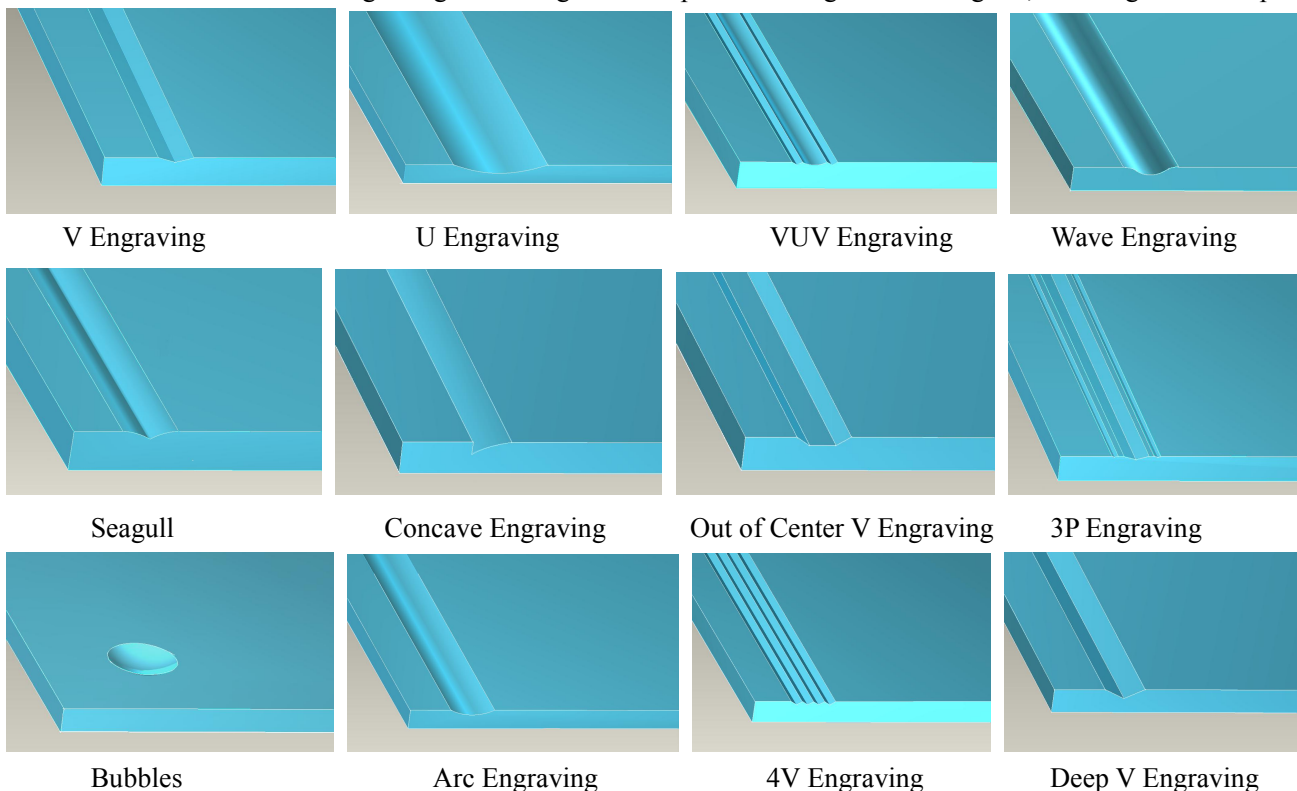 V Engraving U Engraving VUV Engraving Wave Engraving
Seagull Concave Engraving Out of Center V Engraving 3P Engraving
Bubbles Arc Engraving 4V Engraving Deep V Engraving